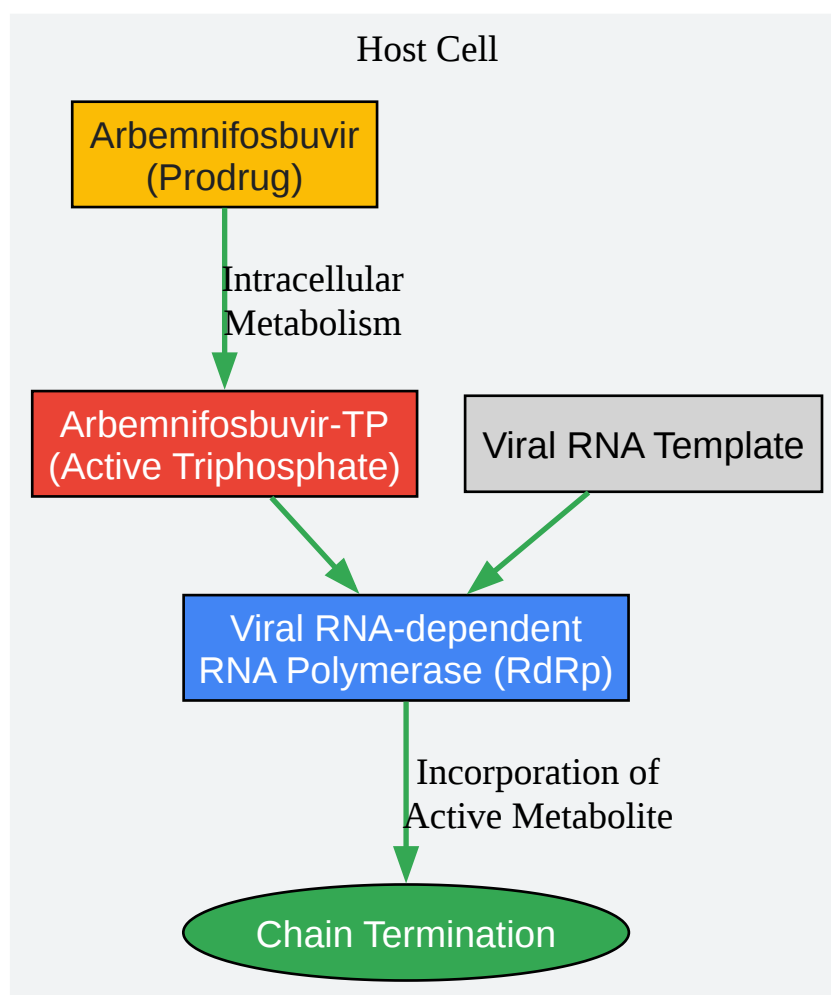 Host Cell
Arbemnifosbuvir
(Prodrug)
Intracellular
Metabolism
Arbemnifosbuvir-TP
(Active Triphosphate)
Viral RNA Template
Viral RNA-dependent
RNA Polymerase (RdRp)
Incorporation of
Active Metabolite
Chain Termination